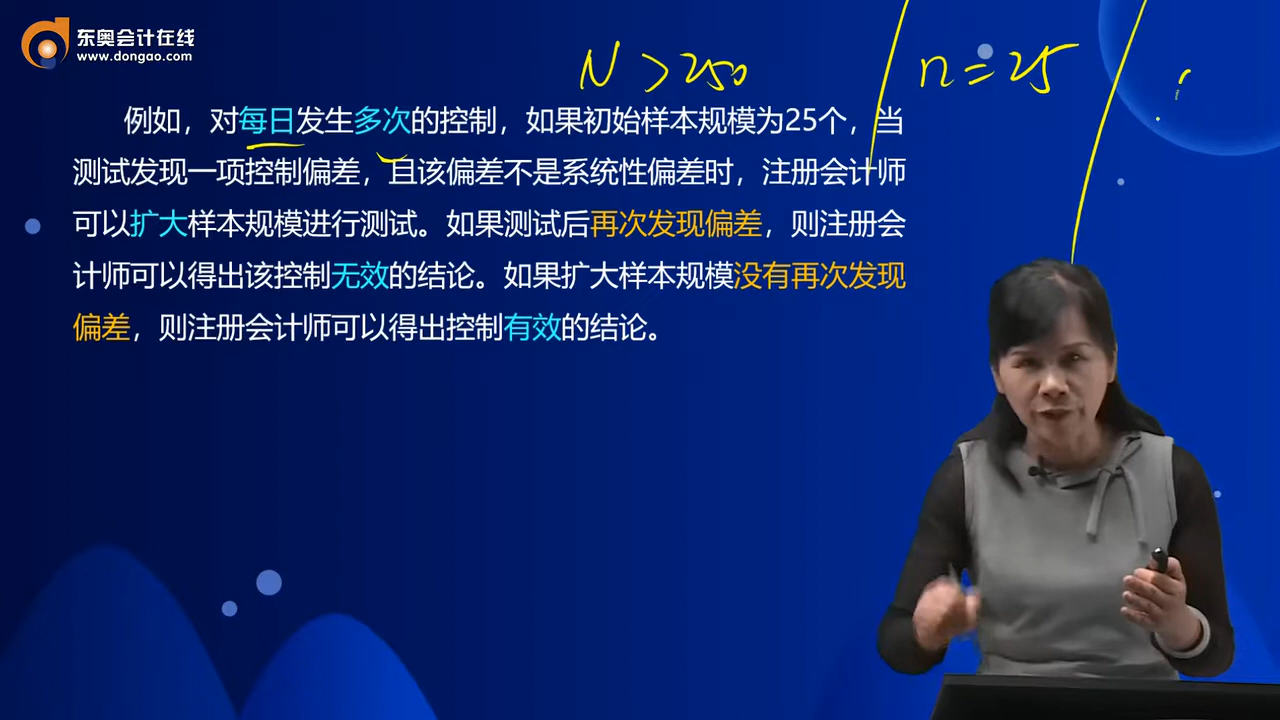 东奥会计在线
www.dongao.com
N>250
n=25
例如，对每日发生多次的控制，如果初始样本规模为25个，当
测试发现一项控制偏差，且该偏差不是系统性偏差时，注册会计师
可以扩大样本规模进行测试。如果测试后再次发现偏差，则注册会
计师可以得出该控制无效的结论。如果扩大样本规模没有再次发现
偏差，则注册会计师可以得出控制有效的结论。